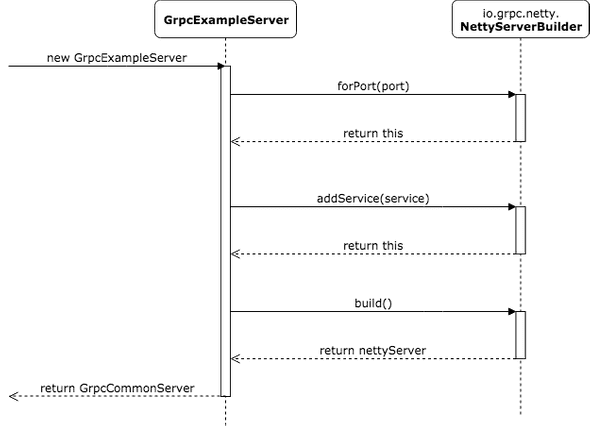 GrpcExampleServer
io.grpc.netty.
NettyServerBuilder
new GrpcExampleServer
forPort(port)
return this
addService(service)
return this
build()
return nettyServer
return GrpcCommonServer